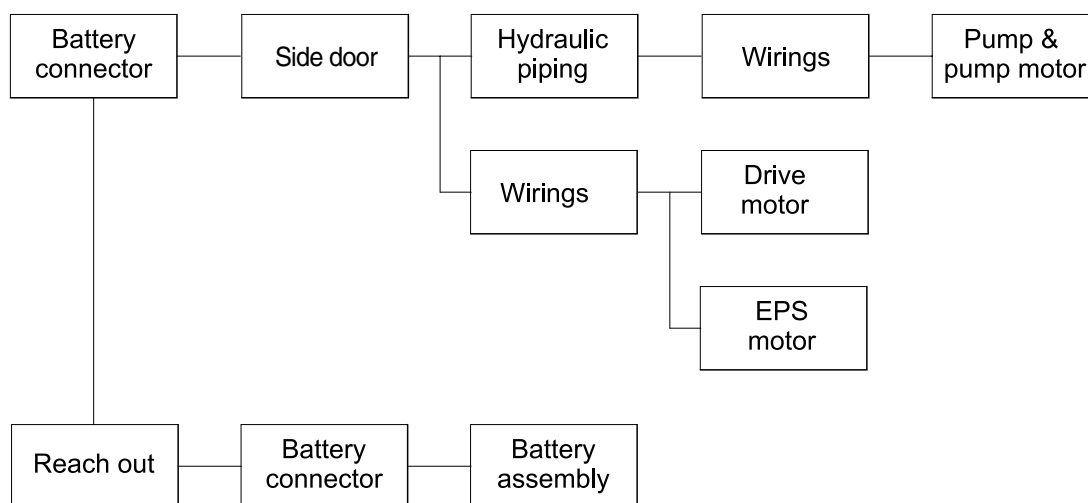 Battery
connector
Side door
Hydraulic
piping
Wirings
Pump &
pump motor
Wirings
Drive
motor
EPS
motor
Reach out
Battery
connector
Battery
assembly